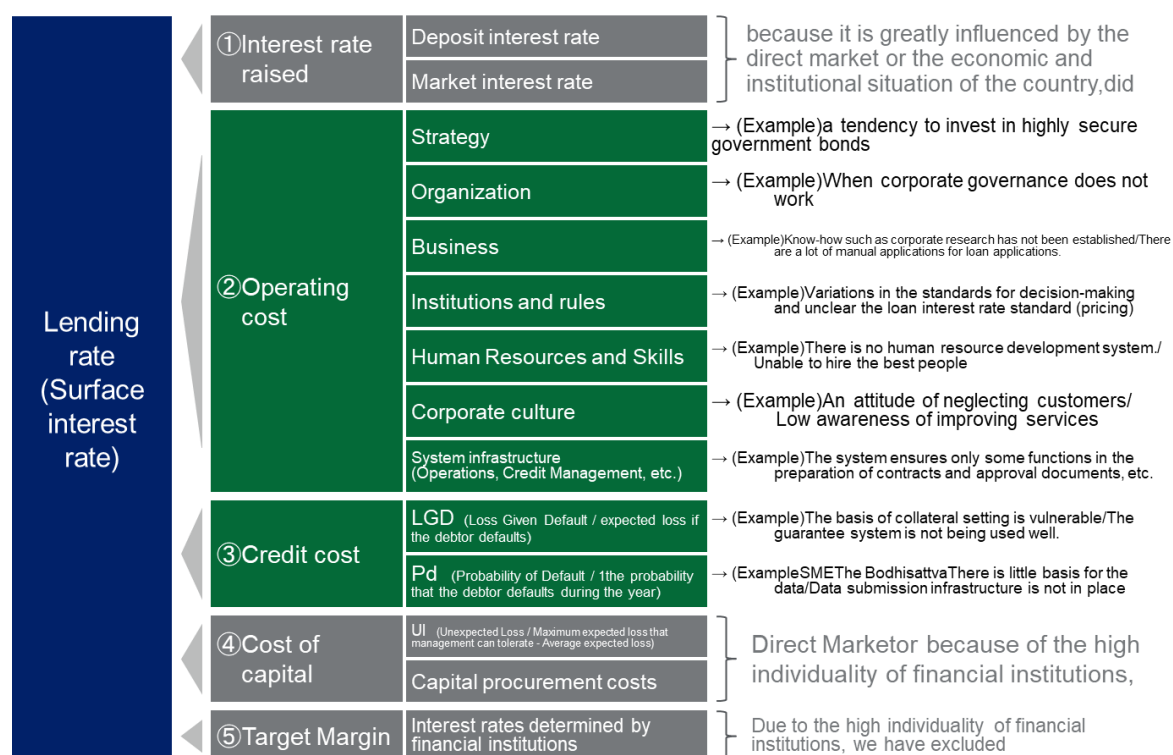 Lending
rate
(Surface
interest
rate)
①Interest rate
raised
Deposit interest rate
Market interest rate
because it is greatly influenced by the
direct market or the economic and
institutional situation of the country,did
②Operating
cost
Strategy
→ (Example)a tendency to invest in highly secure
government bonds
Organization
→ (Example)When corporate governance does not
work
Business
→ (Example)Know-how such as corporate research has not been established/There
are a lot of manual applications for loan applications.
Institutions and rules
→ (Example)Variations in the standards for decision-making
and unclear the loan interest rate standard (pricing)
Human Resources and Skills
→ (Example)There is no human resource development system./
Unable to hire the best people
Corporate culture
→ (Example)An attitude of neglecting customers/
Low awareness of improving services
System infrastructure
(Operations, Credit Management, etc.)
→ (Example)The system ensures only some functions in the
preparation of contracts and approval documents, etc.
③Credit cost
LGD (Loss Given Default / expected loss if
the debtor defaults)
→ (Example)The basis of collateral setting is vulnerable/The
guarantee system is not being used well.
Pd (Probability of Default / 1the probability
that the debtor defaults during the year)
→ (ExampleSMEThe BodhisattvaThere is little basis for the
data/Data submission infrastructure is not in place
④Cost of
capital
Ul (Unexpected Loss / Maximum expected loss that
management can tolerate - Average expected loss)
Capital procurement costs
Direct Marketor because of the high
individuality of financial institutions,
⑤Target Margin
Interest rates determined by
financial institutions
Due to the high individuality of financial
institutions, we have excluded